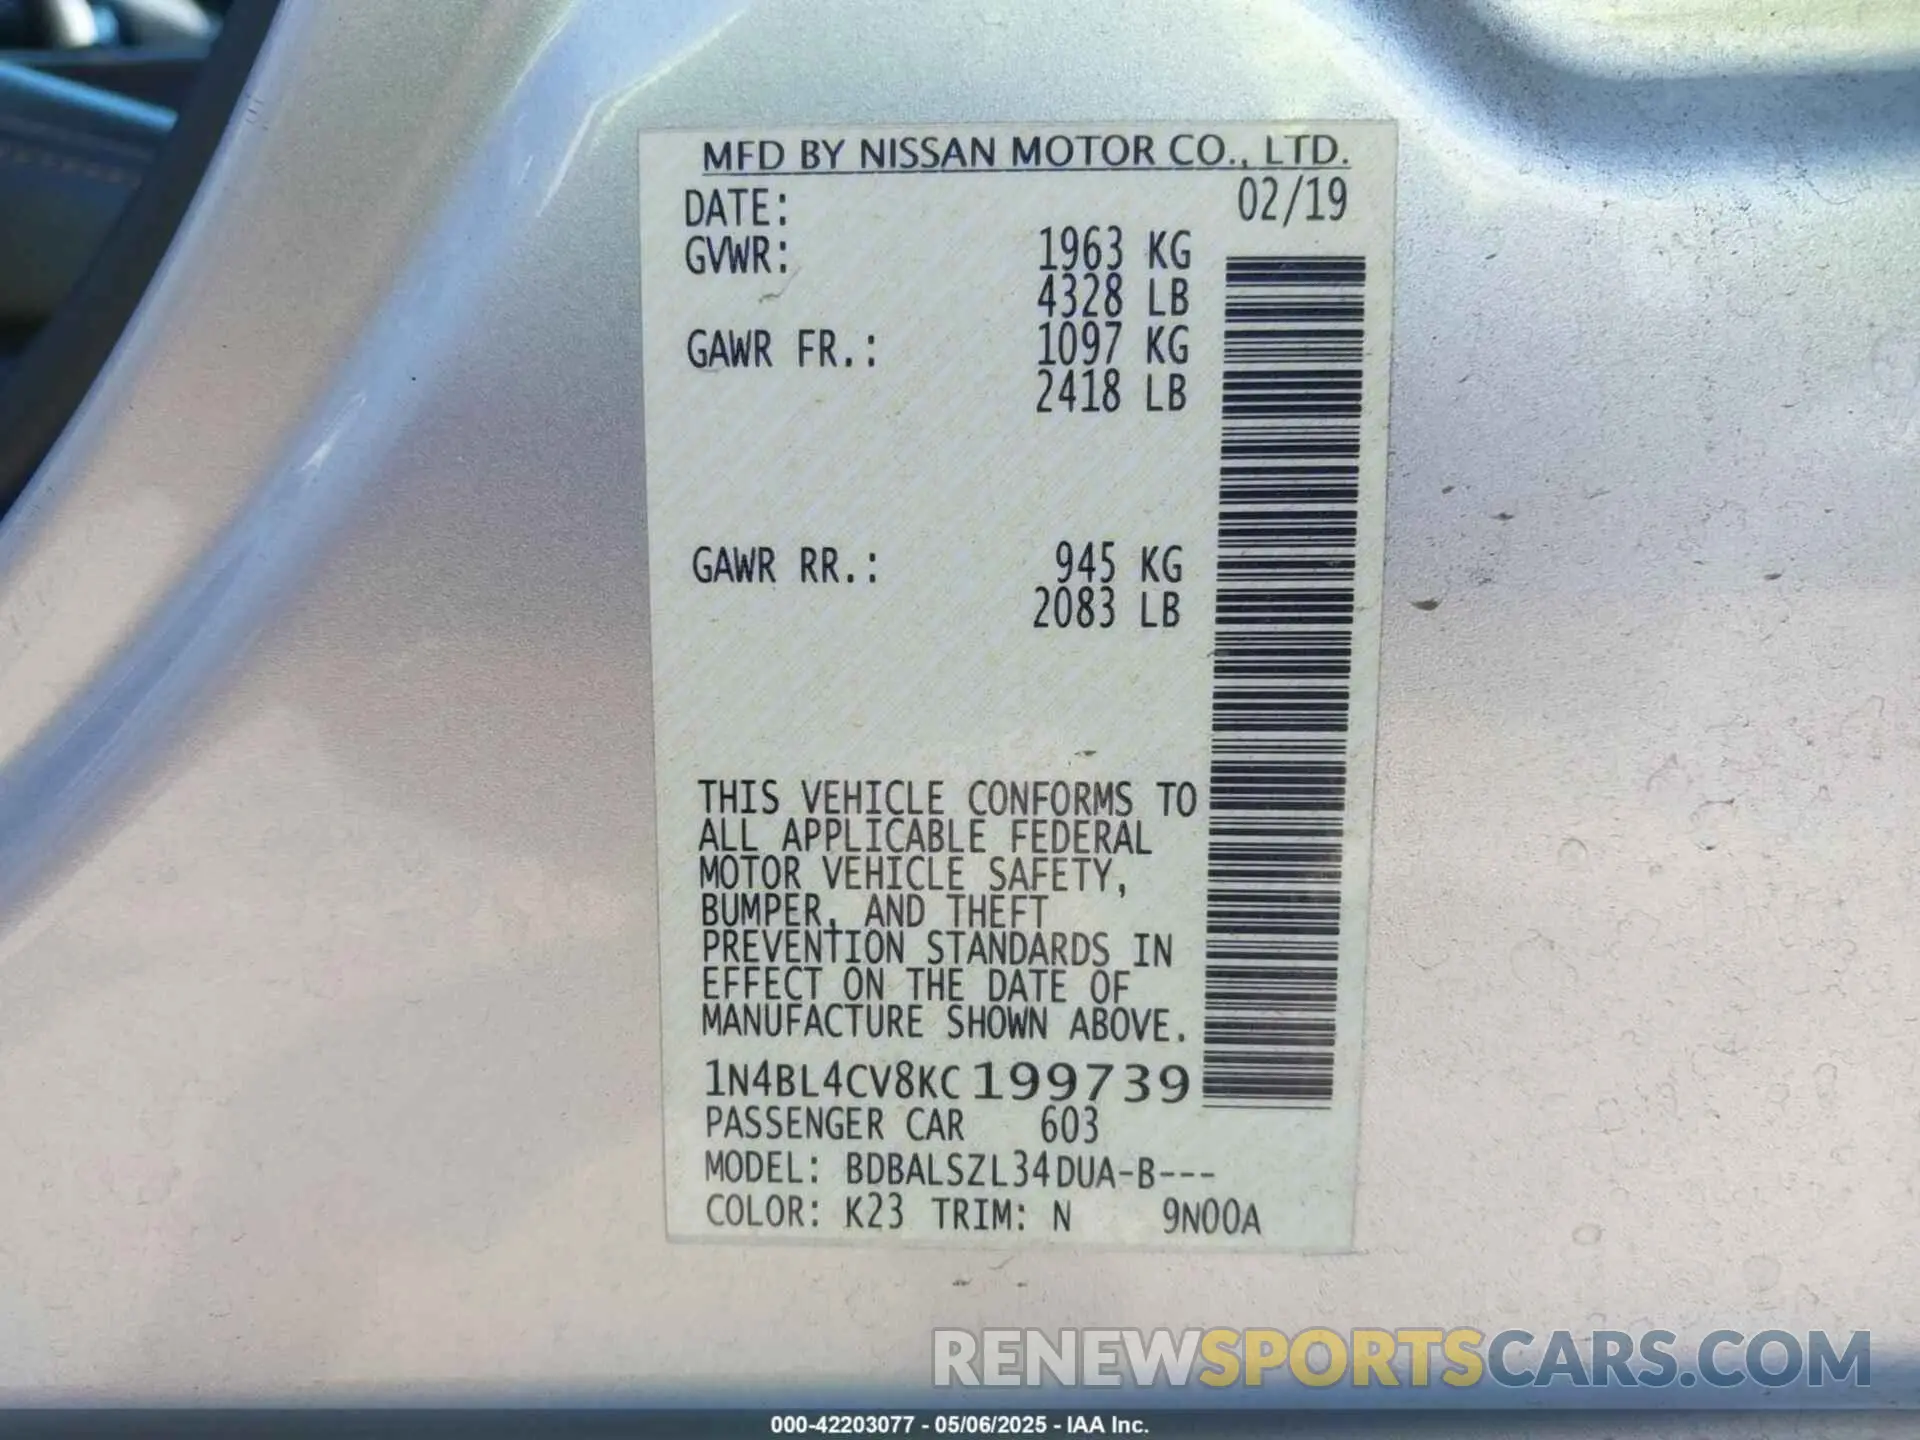 MFD BY NISSAN MOTOR CO., LTD.
DATE: 02/19
GVWR: 1963 KG
4328 LB
GAWR FR.: 1097 KG
2418 LB
GAWR RR.: 945 KG
2083 LB
THIS VEHICLE CONFORMS TO
ALL APPLICABLE FEDERAL
MOTOR VEHICLE SAFETY,
BUMPER, AND THEFT
PREVENTION STANDARDS IN
EFFECT ON THE DATE OF
MANUFACTURE SHOWN ABOVE.
1N4BL4CV8KC199739
PASSENGER CAR 603
MODEL: BDBALSZL34DUA-B---
COLOR: K23 TRIM: N 9N00A
RENEWSPORTSCARS.COM
000-42203077 - 05/06/2025 - IAA Inc.